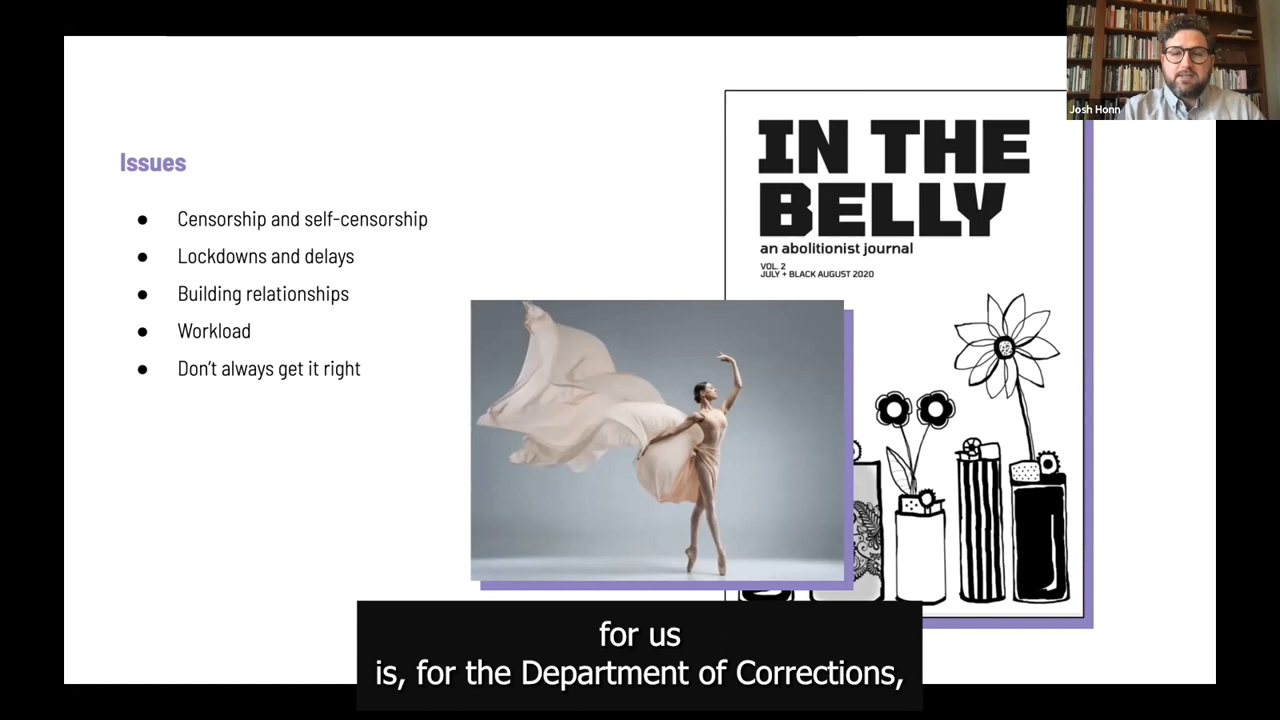 Issues
● Censorship and self-censorship
● Lockdowns and delays
● Building relationships
● Workload
● Don't always get it right
IN THE
BELLY
an abolitionist journal
VOL. 2
JULY + BLACK AUGUST 2020
Josh Honn
for us
is, for the Department of Corrections,